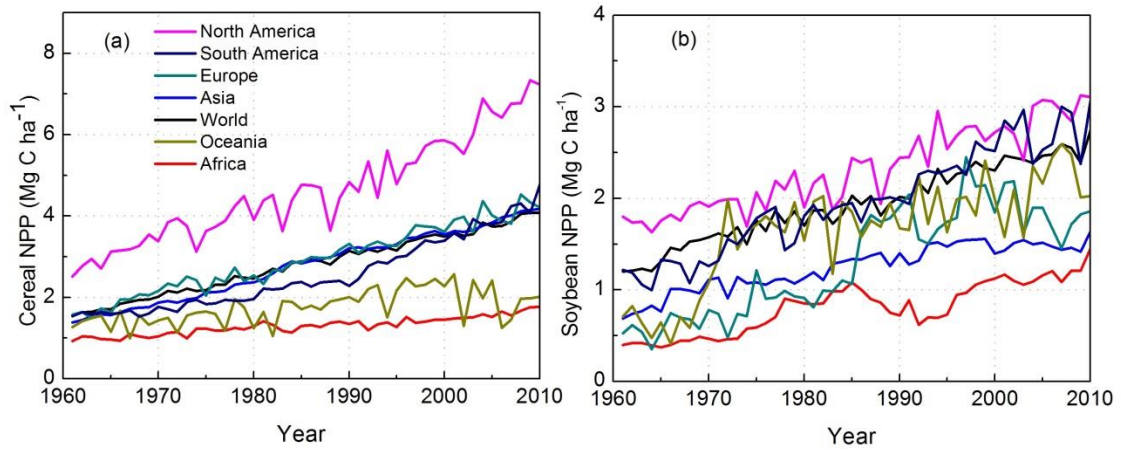 (a)
North America
South America
Europe
Asia
World
Oceania
Africa
Cereal NPP (Mg C ha⁻¹)
8
6
4
2
0
1960 1970 1980 1990 2000 2010
Year
(b)
Soybean NPP (Mg C ha⁻¹)
4
3
2
1
0
1960 1970 1980 1990 2000 2010
Year